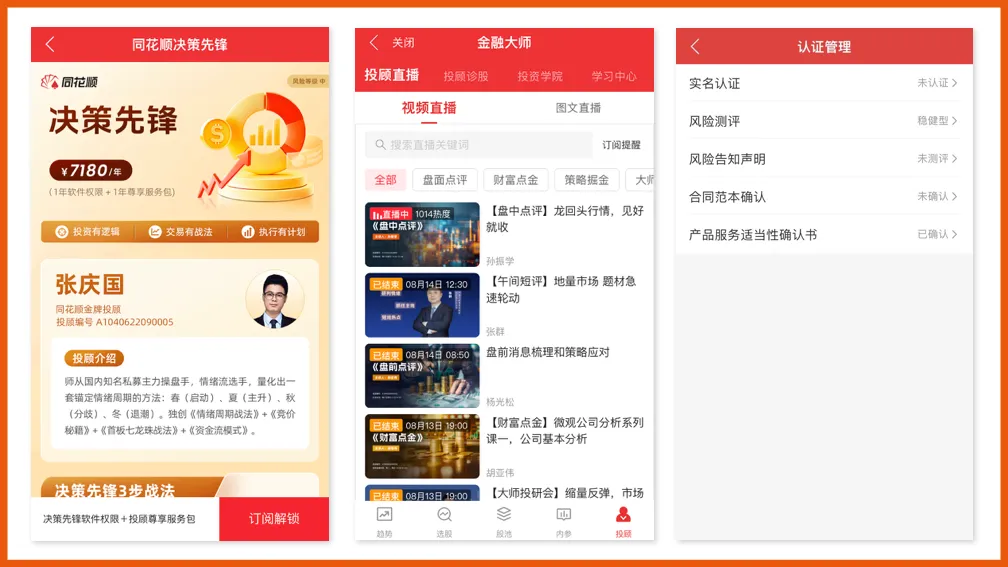 同花顺决策先锋
同花顺
风险等级 中
决策先锋
¥7180/年
(1年软件权限+1年尊享服务包)
投资有逻辑
交易有战法
执行有计划
张庆国
同花顺金牌投顾
投顾编号 A1040622090005
投顾介绍
师从国内知名私募主力操盘手，情绪流选手，量化出一
套锚定情绪周期的方法：春（启动）、夏（主升）、秋
（分歧）、冬（退潮）。独创《情绪周期战法》+《竞价
秘籍》+《首板七龙珠战法》+《资金流模式》。
决策先锋3步战法
决策先锋软件权限+投顾尊享服务包
订阅解锁
关闭
金融大师
投顾直播
投顾诊股
投资学院
学习中心
视频直播
图文直播
搜索直播关键词
订阅提醒
全部
盘面点评
财富点金
策略掘金
大师
直播中 1014热度
《盘中点评》
【盘中点评】龙回头行情，见好
就收
孙振学
已结束 08月14日 12:30
【午间短评】地量市场 题材急
速轮动
张群
已结束 08月14日 08:50
《盘前点评》
盘前消息梳理和策略应对
杨光松
已结束 08月13日 19:00
《财富点金》
【财富点金】微观公司分析系列
课一，公司基本分析
胡亚伟
已结束 08月13日 19:00
【大师投研会】缩量反弹，市场
趋势
选股
股池
内参
投顾
认证管理
实名认证
未认证
风险测评
稳健型
风险告知声明
未测评
合同范本确认
未确认
产品服务适当性确认书
已确认